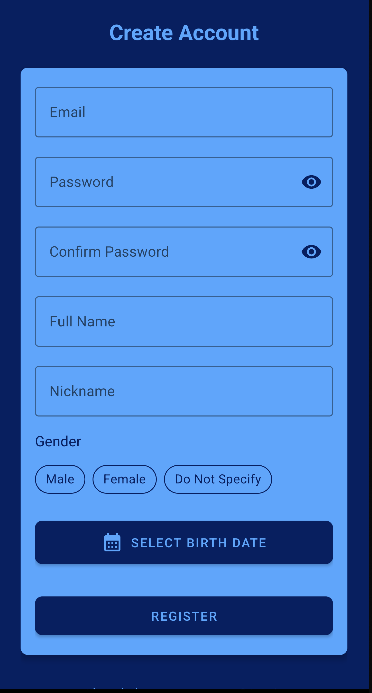 Create Account
Email
Password
Confirm Password
Full Name
Nickname
Gender
Male Female Do Not Specify
SELECT BIRTH DATE
REGISTER